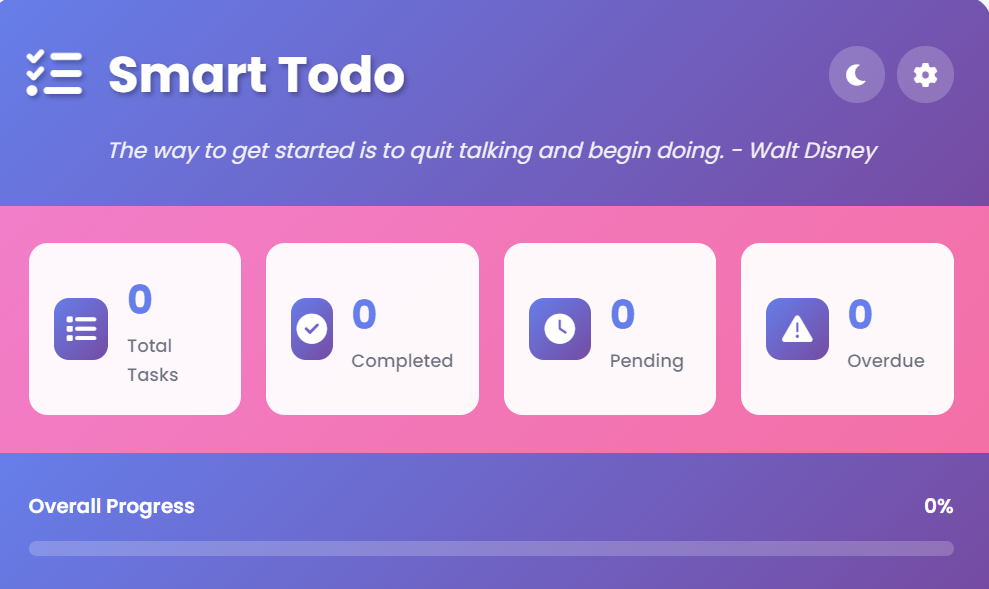 Smart Todo
The way to get started is to quit talking and begin doing. - Walt Disney
0
Total
Tasks
0
Completed
0
Pending
0
Overdue
Overall Progress
0%